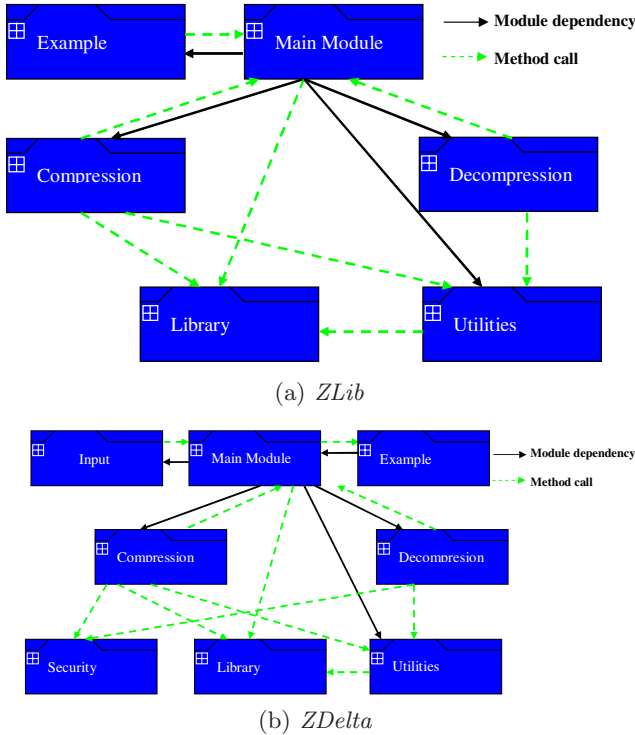 Example
Main Module
Module dependency
Method call
Compression
Decompression
Library
Utilities
(a) ZLib
Input
Main Module
Example
Module dependency
Method call
Compression
Decompresion
Security
Library
Utilities
(b) ZDelta